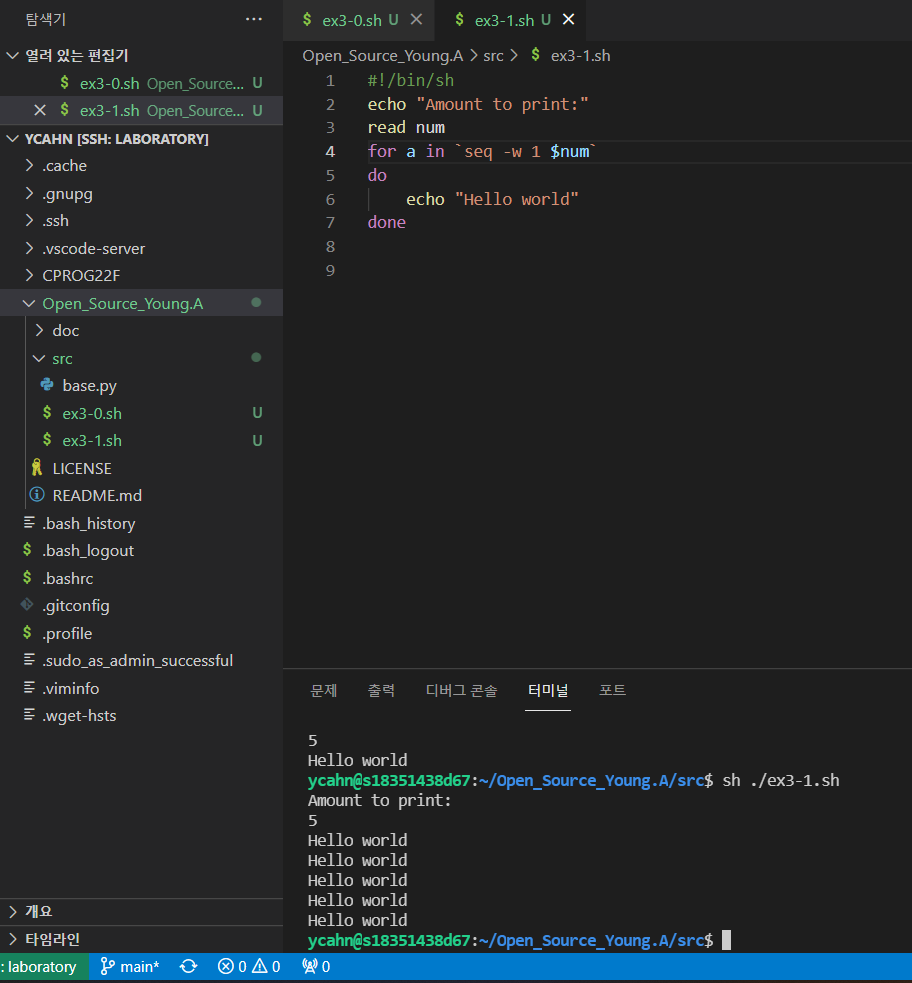 탐색기 ···
열려 있는 편집기
$ ex3-0.sh Open_Source... U
$ ex3-1.sh Open_Source... U
YCAHN [SSH: LABORATORY]
.cache
.gnupg
.ssh
.vscode-server
CPROG22F
Open_Source_Young.A
doc
src
base.py
$ ex3-0.sh U
$ ex3-1.sh U
LICENSE
README.md
.bash_history
$ .bash_logout
$ .bashrc
.gitconfig
$ .profile
.sudo_as_admin_successful
.viminfo
.wget-hsts
개요
타임라인
$ ex3-0.sh U
$ ex3-1.sh U
Open_Source_Young.A > src > $ ex3-1.sh
1 #!/bin/sh
2 echo "Amount to print:"
3 read num
4 for a in `seq -w 1 $num`
5 do
6 echo "Hello world"
7 done
8
9
문제 출력 디버그 콘솔 터미널 포트
5
Hello world
ycahn@s18351438d67:~/Open_Source_Young.A/src$ sh ./ex3-1.sh
Amount to print:
5
Hello world
Hello world
Hello world
Hello world
Hello world
ycahn@s18351438d67:~/Open_Source_Young.A/src$
: laboratory main* 0 0 0